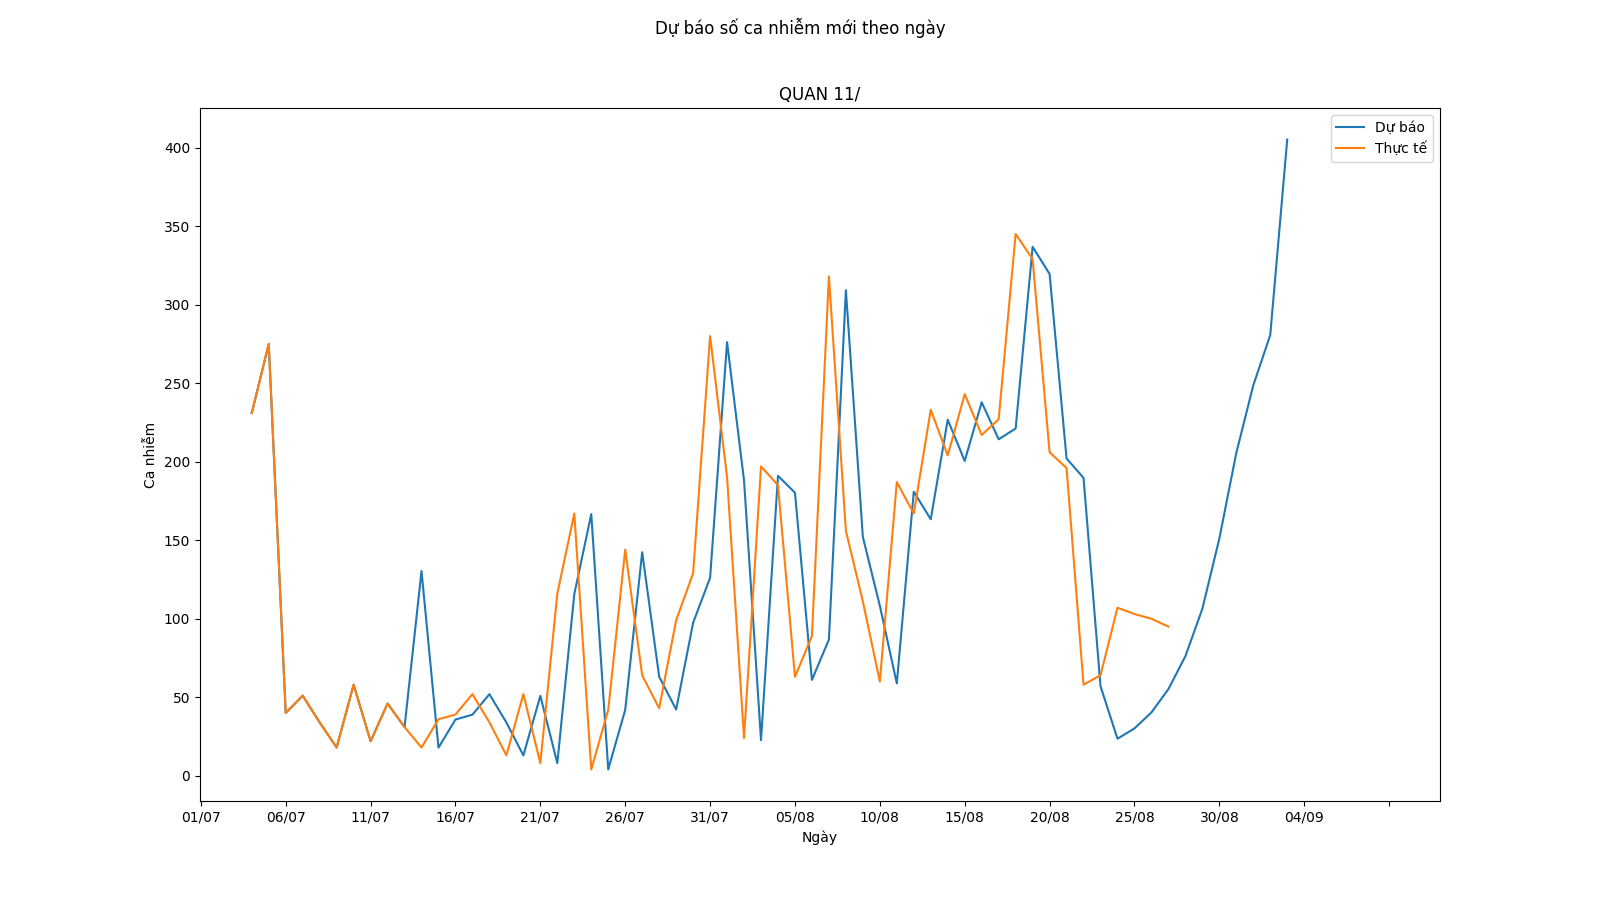 Dự báo số ca nhiễm mới theo ngày
QUAN 11/
Dự báo
Thực tế
400
350
300
250
200
150
100
50
0
Ca nhiễm
01/07 06/07 11/07 16/07 21/07 26/07 31/07 05/08 10/08 15/08 20/08 25/08 30/08 04/09
Ngày